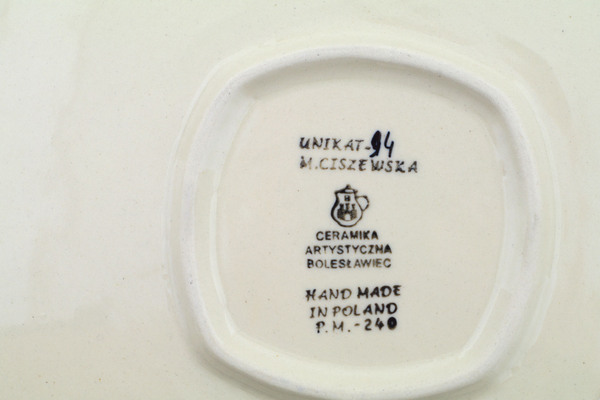 UNIKAT-94
M.CISZEWSKA
CERAMIKA
ARTYSTYCZNA
BOLESŁAWIEC
HAND MADE
IN POLAND
P.M.-240